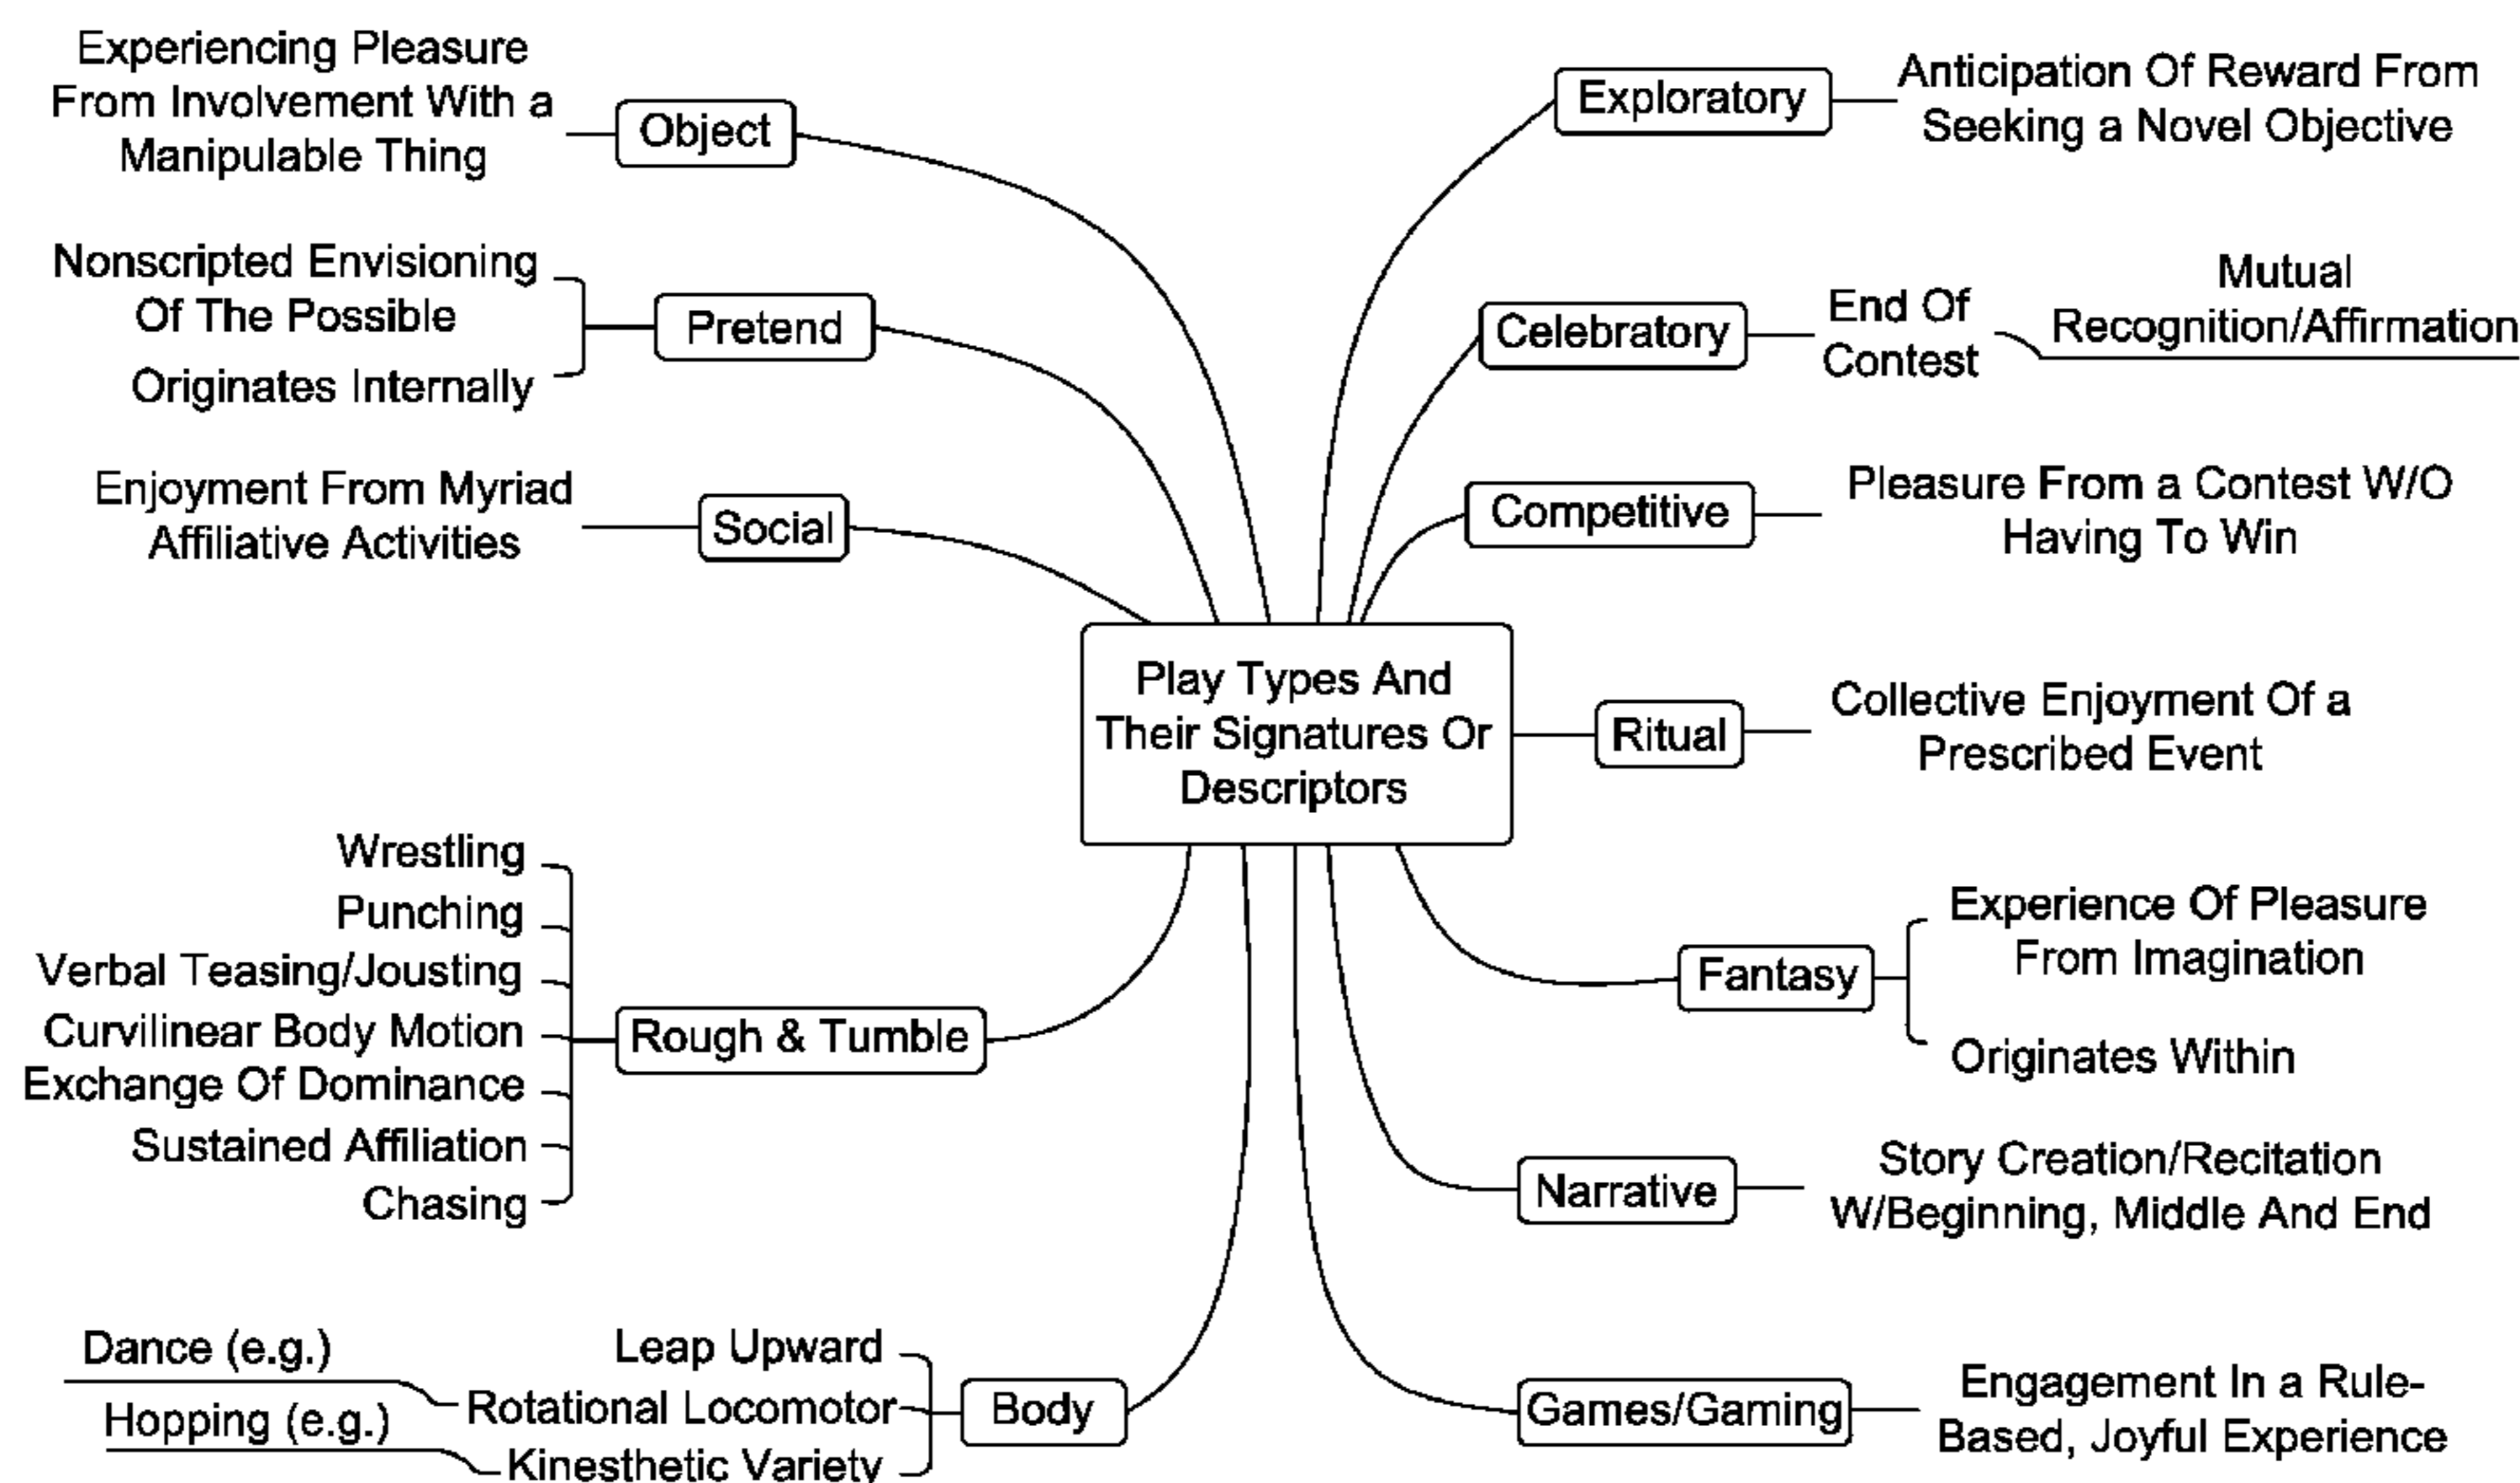 Experiencing Pleasure
From Involvement With a
Manipulable Thing
Object
Nonscripted Envisioning
Of The Possible
Originates Internally
Pretend
Enjoyment From Myriad
Affiliative Activities
Social
Exploratory
Anticipation Of Reward From
Seeking a Novel Objective
Celebratory
End Of
Contest
Mutual
Recognition/Affirmation
Competitive
Pleasure From a Contest W/O
Having To Win
Play Types And
Their Signatures Or
Descriptors
Ritual
Collective Enjoyment Of a
Prescribed Event
Wrestling
Punching
Verbal Teasing/Jousting
Curvilinear Body Motion
Exchange Of Dominance
Sustained Affiliation
Chasing
Rough & Tumble
Fantasy
Experience Of Pleasure
From Imagination
Originates Within
Narrative
Story Creation/Recitation
W/Beginning, Middle And End
Dance (e.g.)
Hopping (e.g.)
Leap Upward
Rotational Locomotor
Kinesthetic Variety
Body
Games/Gaming
Engagement In a Rule-
Based, Joyful Experience